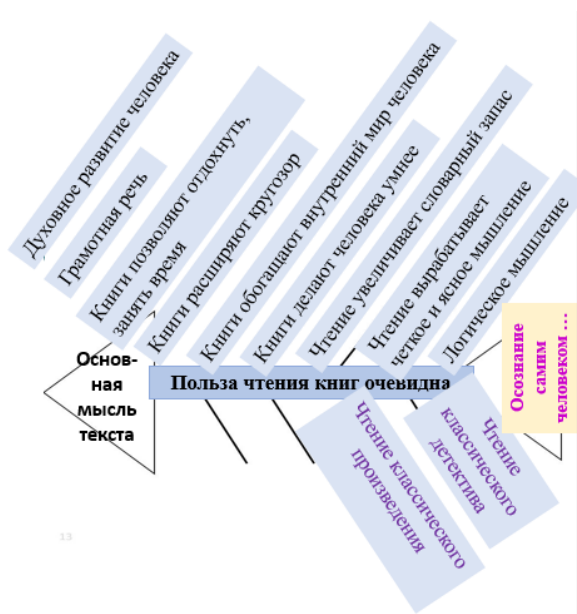 Духовное развитие человека
Грамотная речь
Книги позволяют отдохнуть,
занять время
Книги расширяют кругозор
Книги обогащают внутренний мир человека
Книги делают человека умнее
Чтение увеличивает словарный запас
Чтение вырабатывает
четкое и ясное мышление
Логическое мышление
Основ-
ная
мысль
текста
Польза чтения книг очевидна
Осознание
самим
человеком ...
Чтение классического
произведения
Чтение
классического
детектива
13